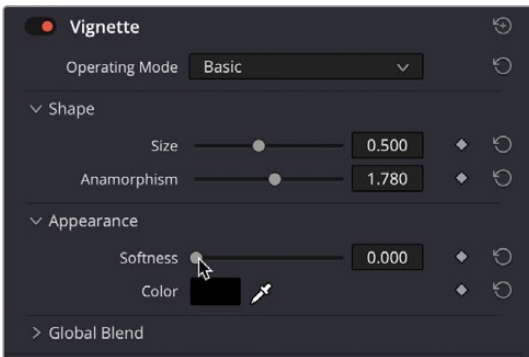 Vignette
Operating Mode Basic
Shape
Size 0.500
Anamorphism 1.780
Appearance
Softness 0.000
Color
Global Blend